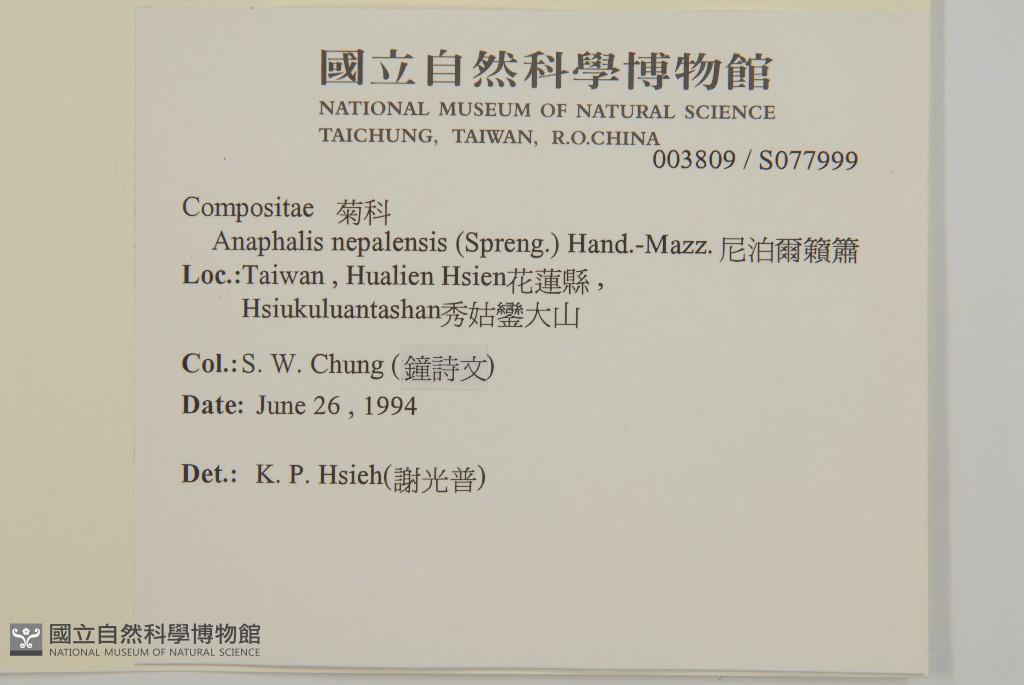 國立自然科學博物館
NATIONAL MUSEUM OF NATURAL SCIENCE
TAICHUNG, TAIWAN, R.O.CHINA
003809 / S077999
Compositae 菊科
Anaphalis nepalensis (Spreng.) Hand.-Mazz. 尼泊爾籟簫
Loc.:Taiwan , Hualien Hsien花蓮縣 ,
Hsiukuluantashan秀姑鑾大山
Col.: S. W. Chung (鐘詩文)
Date: June 26 , 1994
Det.: K. P. Hsieh(謝光普)
國立自然科學博物館
NATIONAL MUSEUM OF NATURAL SCIENCE